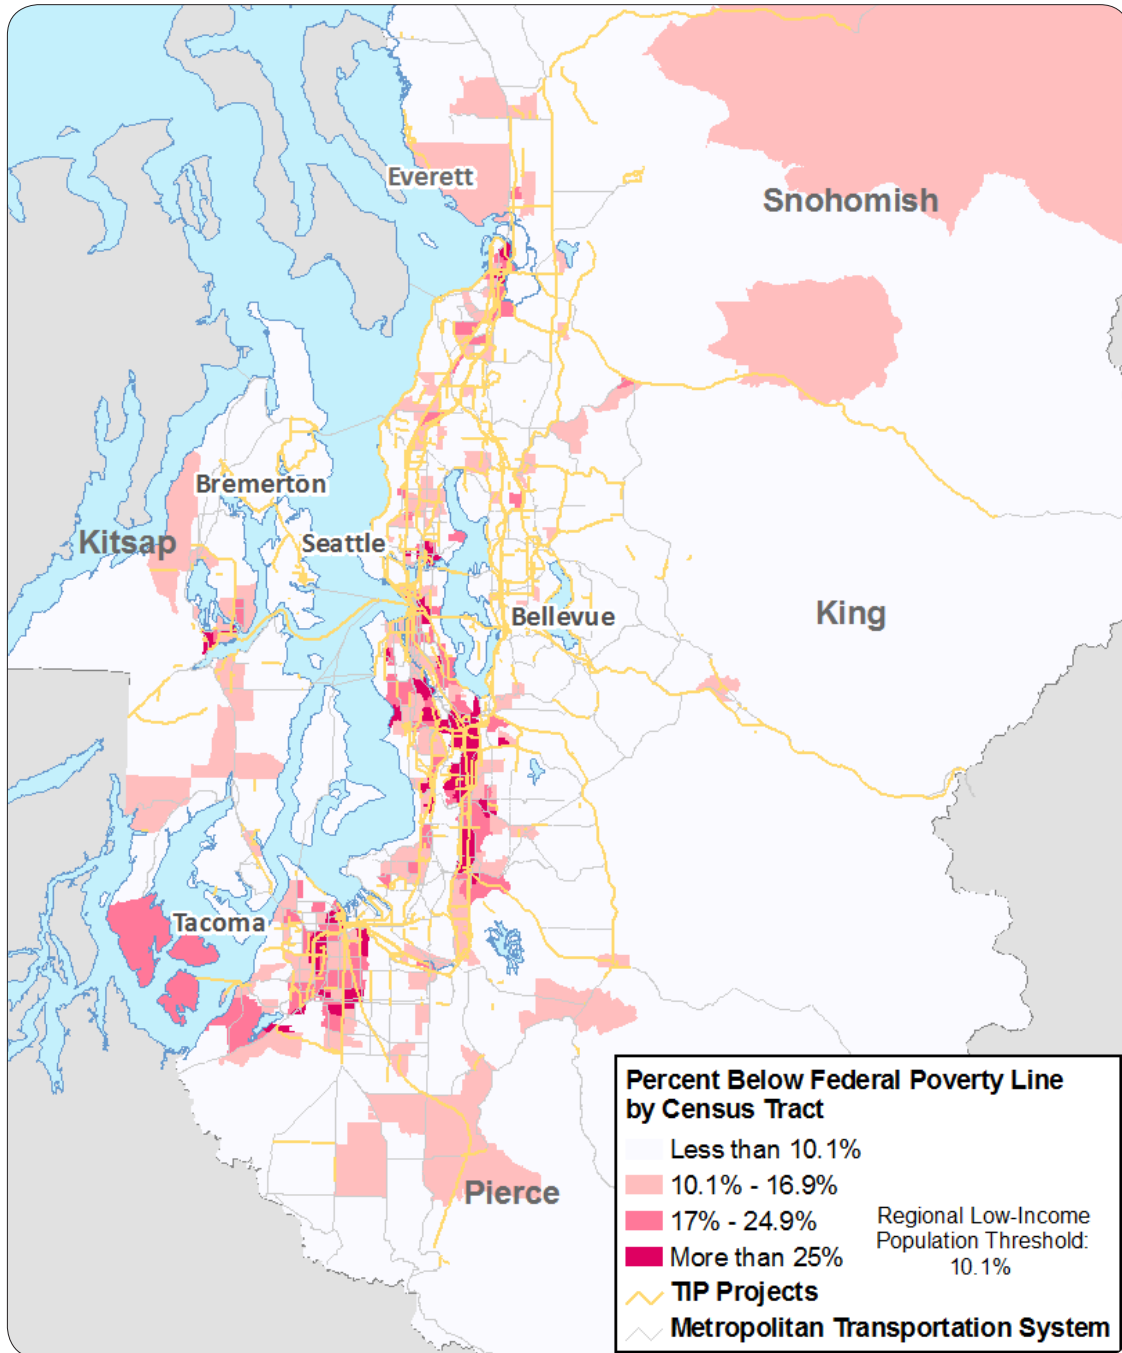 Everett
Snohomish
Bremerton
Kitsap
Seattle
King
Bellevue
Tacoma
Pierce
Percent Below Federal Poverty Line
by Census Tract
Less than 10.1%
10.1% - 16.9%
17% - 24.9%
More than 25%
Regional Low-Income
Population Threshold:
10.1%
TIP Projects
Metropolitan Transportation System